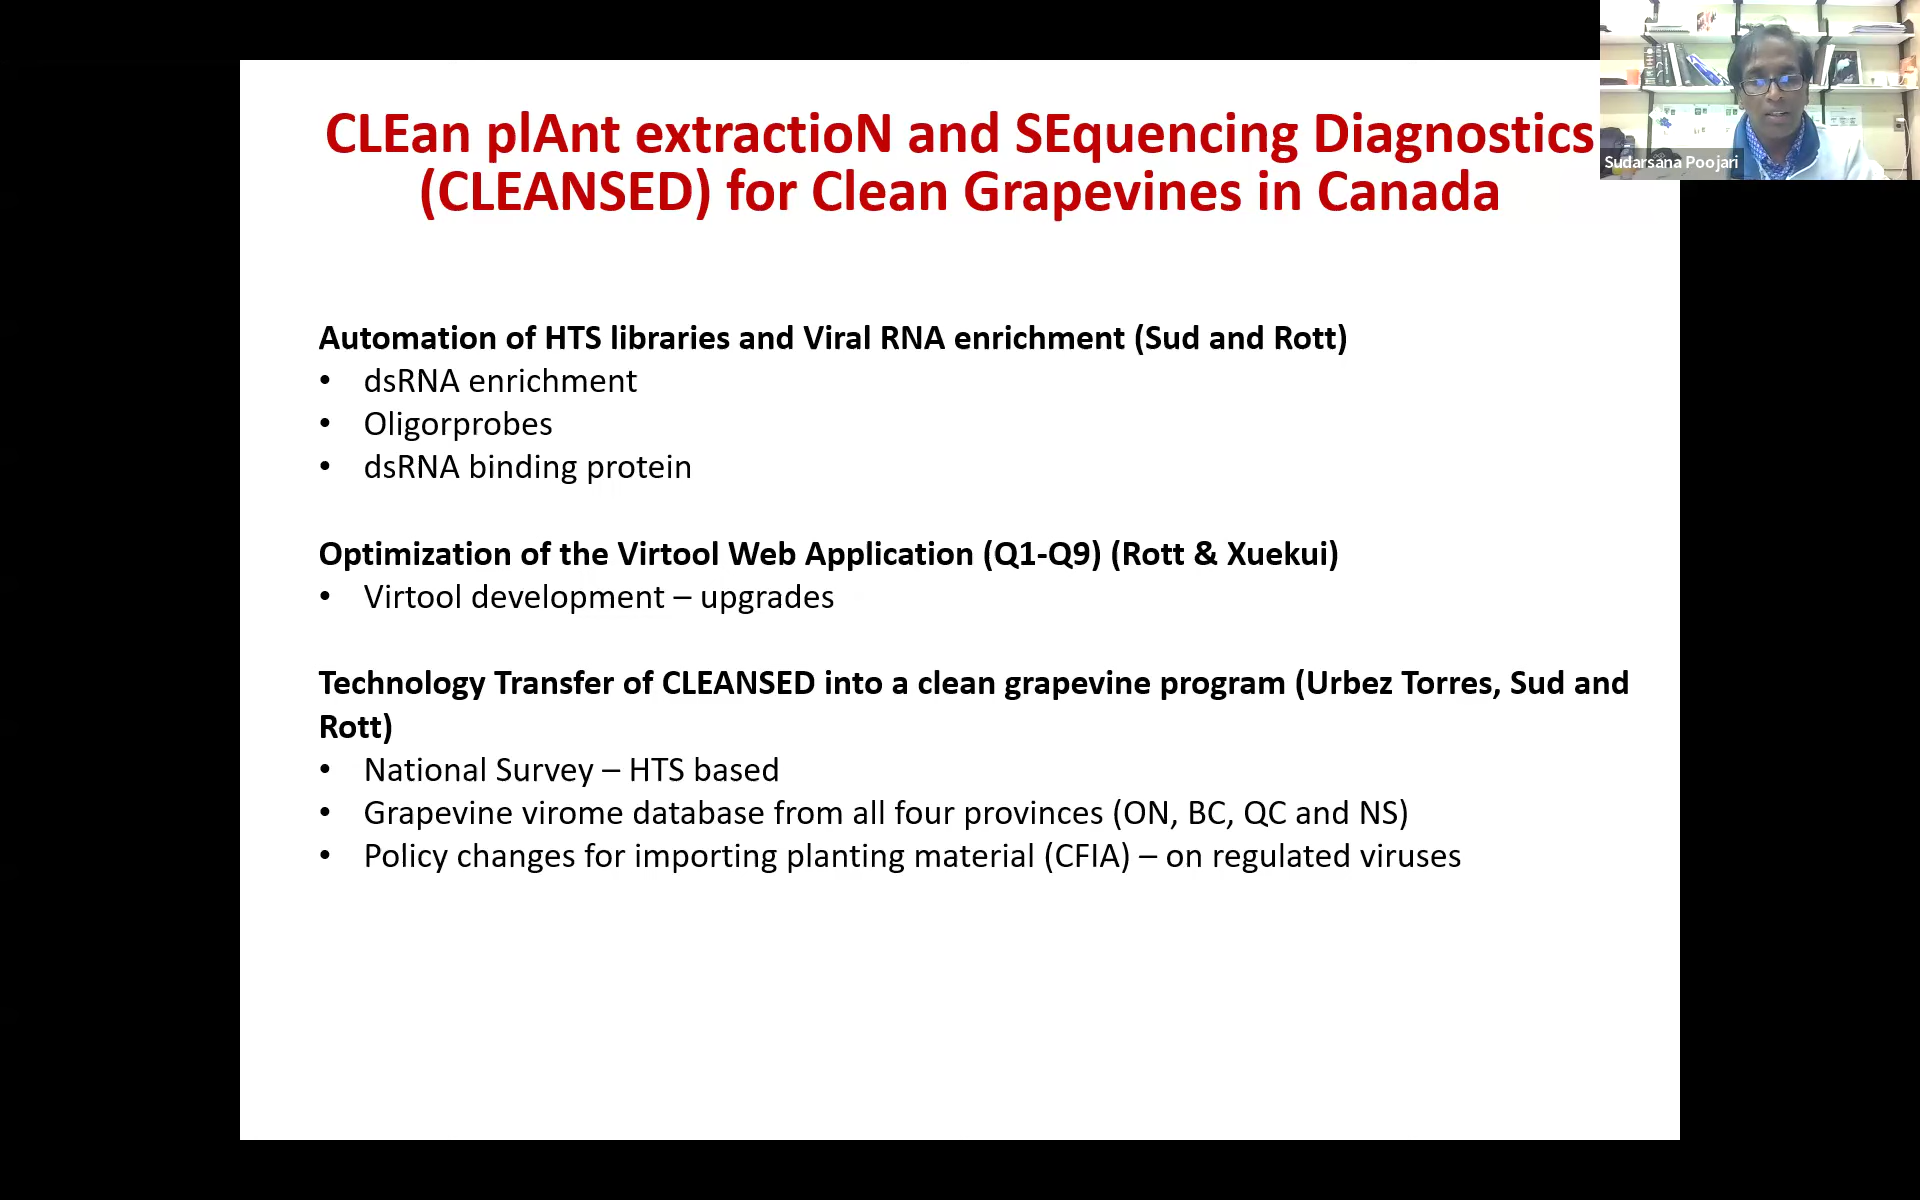 CLEan plAnt extractioN and SEquencing Diagnostics
(CLEANSED) for Clean Grapevines in Canada
Sudarsana Poojari
Automation of HTS libraries and Viral RNA enrichment (Sud and Rott)
• dsRNA enrichment
• Oligorprobes
• dsRNA binding protein
Optimization of the Virtool Web Application (Q1-Q9) (Rott & Xuekui)
• Virtool development – upgrades
Technology Transfer of CLEANSED into a clean grapevine program (Urbez Torres, Sud and
Rott)
• National Survey – HTS based
• Grapevine virome database from all four provinces (ON, BC, QC and NS)
• Policy changes for importing planting material (CFIA) – on regulated viruses